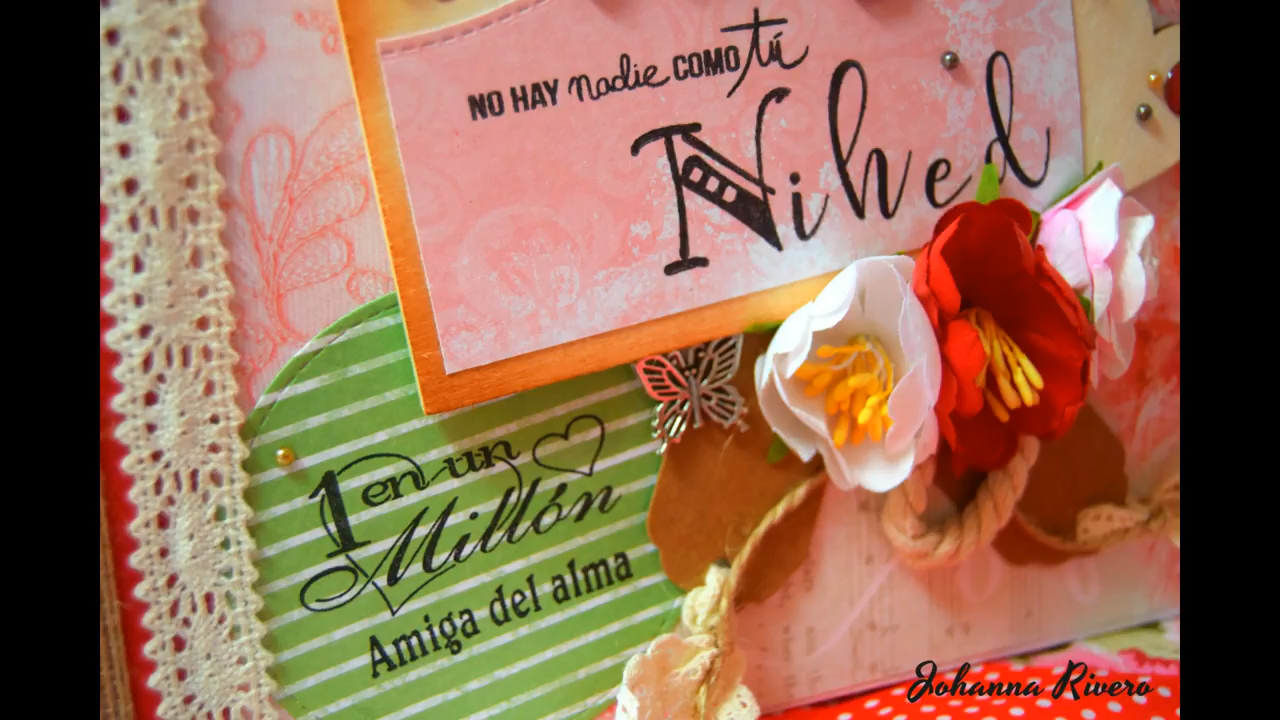 NO HAY nadie COMO tú
Nihed
1 en un
Millón
Amiga del alma
Johanna Rivero